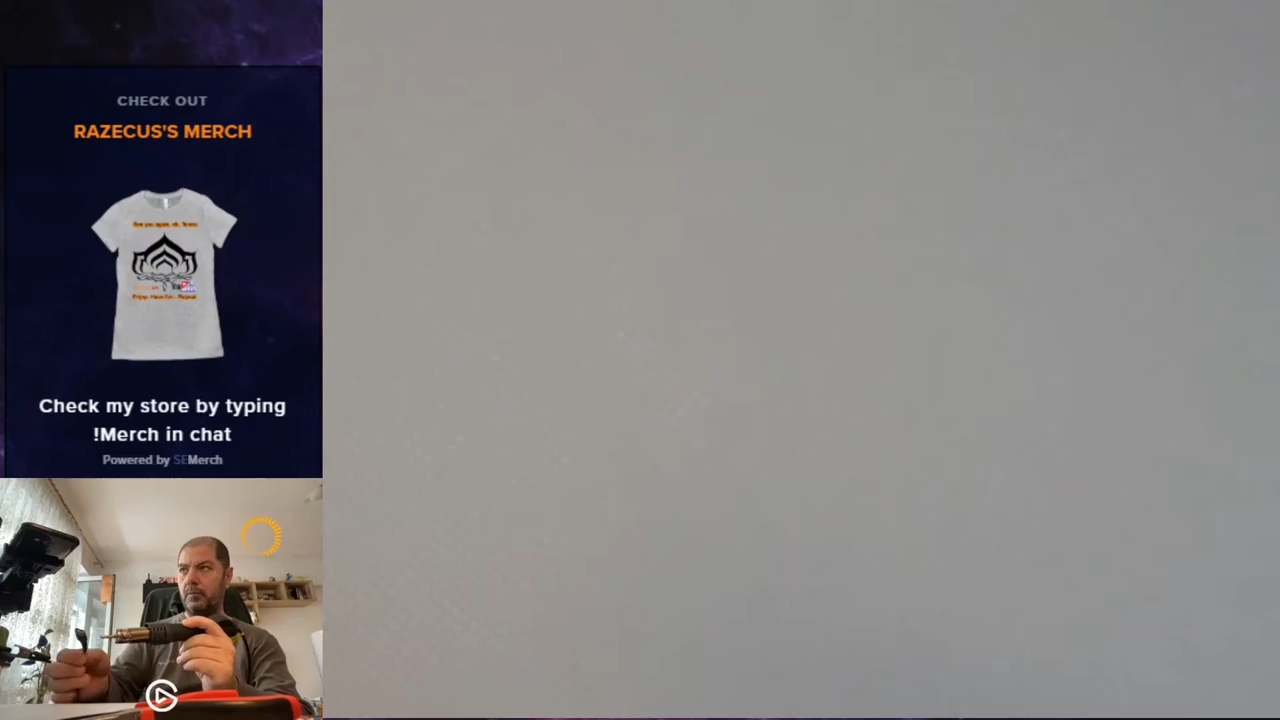 CHECK OUT
RAZECUS'S MERCH
Check my store by typing
!Merch in chat
Powered by SEMerch